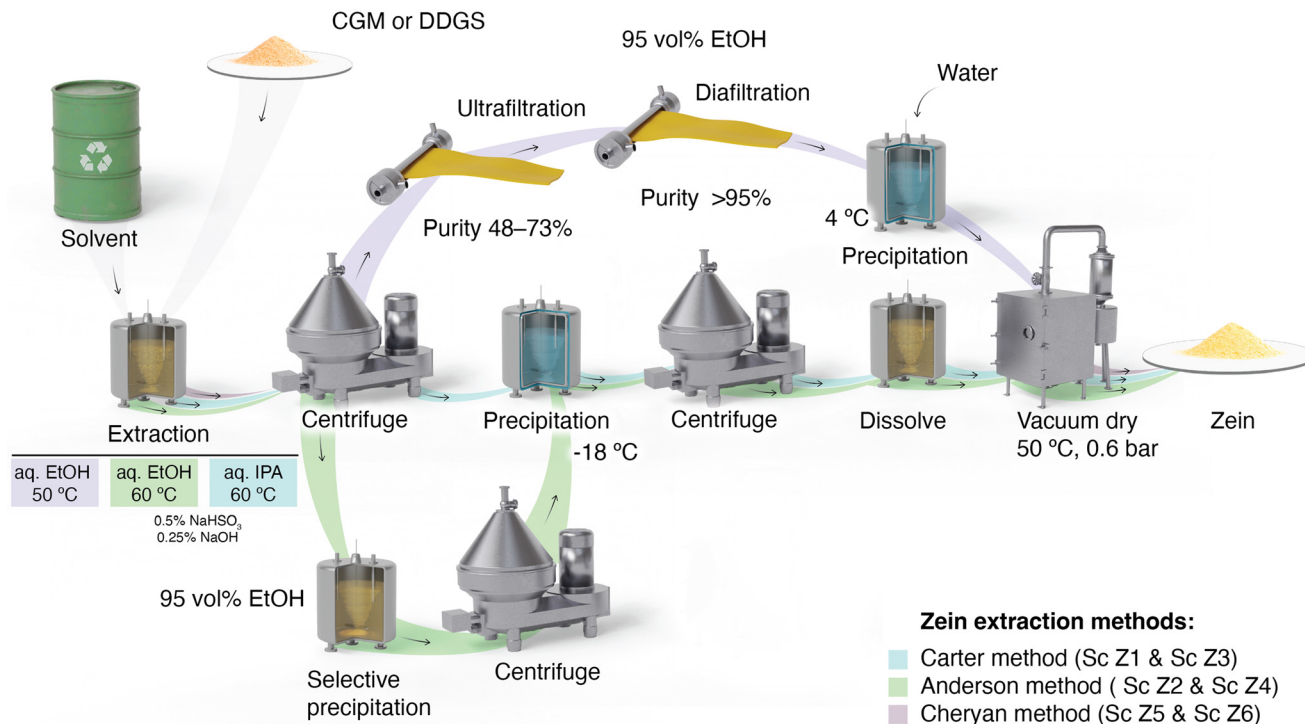 CGM or DDGS
95 vol% EtOH
Water
Ultrafiltration
Diafiltration
Solvent
Purity 48–73%
Purity >95%
4 ºC
Precipitation
Extraction
Centrifuge
Precipitation
-18 ºC
Centrifuge
Dissolve
Vacuum dry
50 ºC, 0.6 bar
Zein
aq. EtOH
50 ºC
aq. EtOH
60 ºC
aq. IPA
60 ºC
0.5% NaHSO₃
0.25% NaOH
95 vol% EtOH
Selective
precipitation
Centrifuge
Zein extraction methods:
Carter method (Sc Z1 & Sc Z3)
Anderson method ( Sc Z2 & Sc Z4)
Cheryan method (Sc Z5 & Sc Z6)